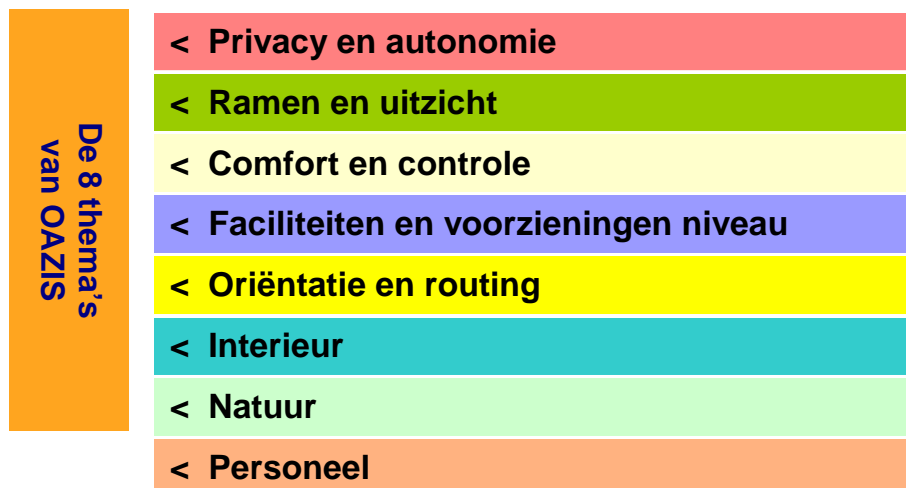 De 8 thema's
van OAZIS
< Privacy en autonomie
< Ramen en uitzicht
< Comfort en controle
< Faciliteiten en voorzieningen niveau
< Oriëntatie en routing
< Interieur
< Natuur
< Personeel